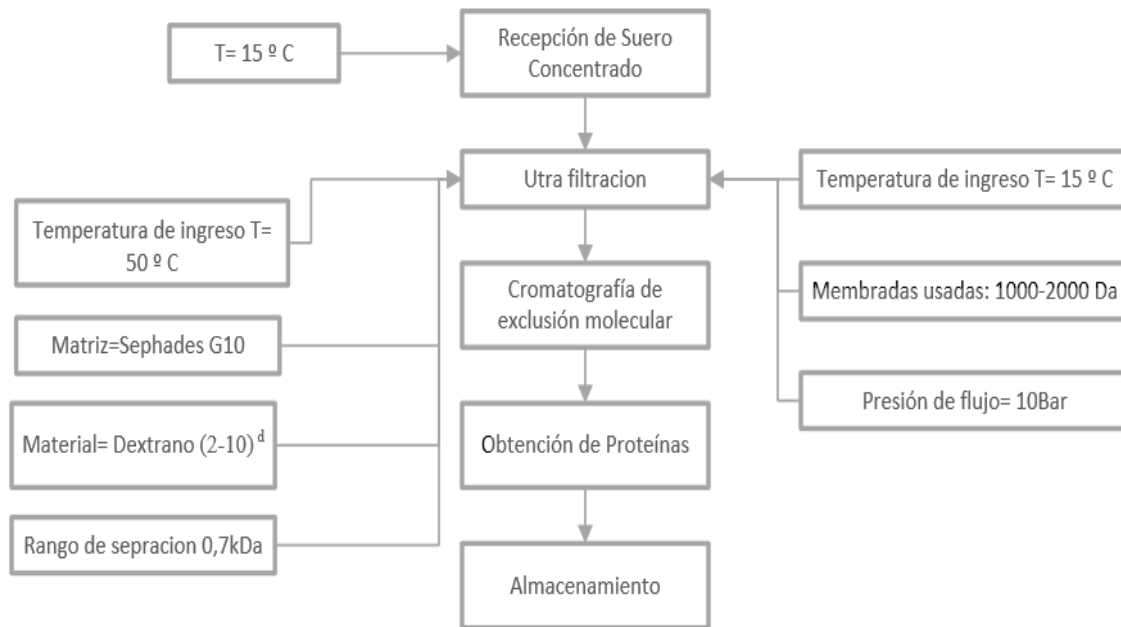 T= 15 º C
Recepción de Suero
Concentrado
Utra filtracion
Temperatura de ingreso T= 15 º C
Temperatura de ingreso T=
50 º C
Cromatografía de
exclusión molecular
Membradas usadas: 1000-2000 Da
Matriz=Sephades G10
Presión de flujo= 10Bar
Material= Dextrano (2-10) d
Obtención de Proteínas
Rango de sepracion 0,7kDa
Almacenamiento